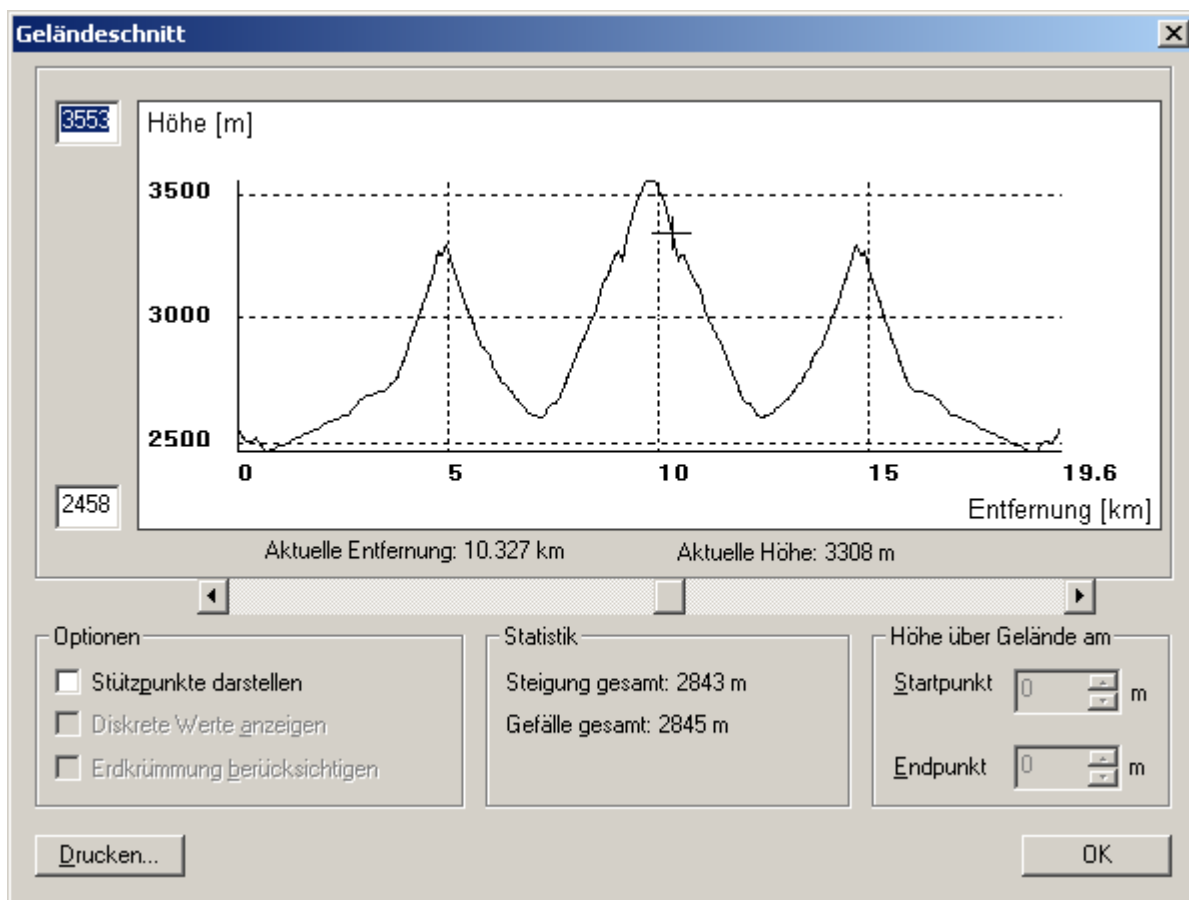 Geländeschnitt
3553
Höhe [m]
3500
3000
2500
0 5 10 15 19.6
2458
Entfernung [km]
Aktuelle Entfernung: 10.327 km Aktuelle Höhe: 3308 m
Optionen
Stützpunkte darstellen
Diskrete Werte anzeigen
Erdkrümmung berücksichtigen
Statistik
Steigung gesamt: 2843 m
Gefälle gesamt: 2845 m
Höhe über Gelände am
Startpunkt 0 m
Endpunkt 0 m
Drucken...
OK